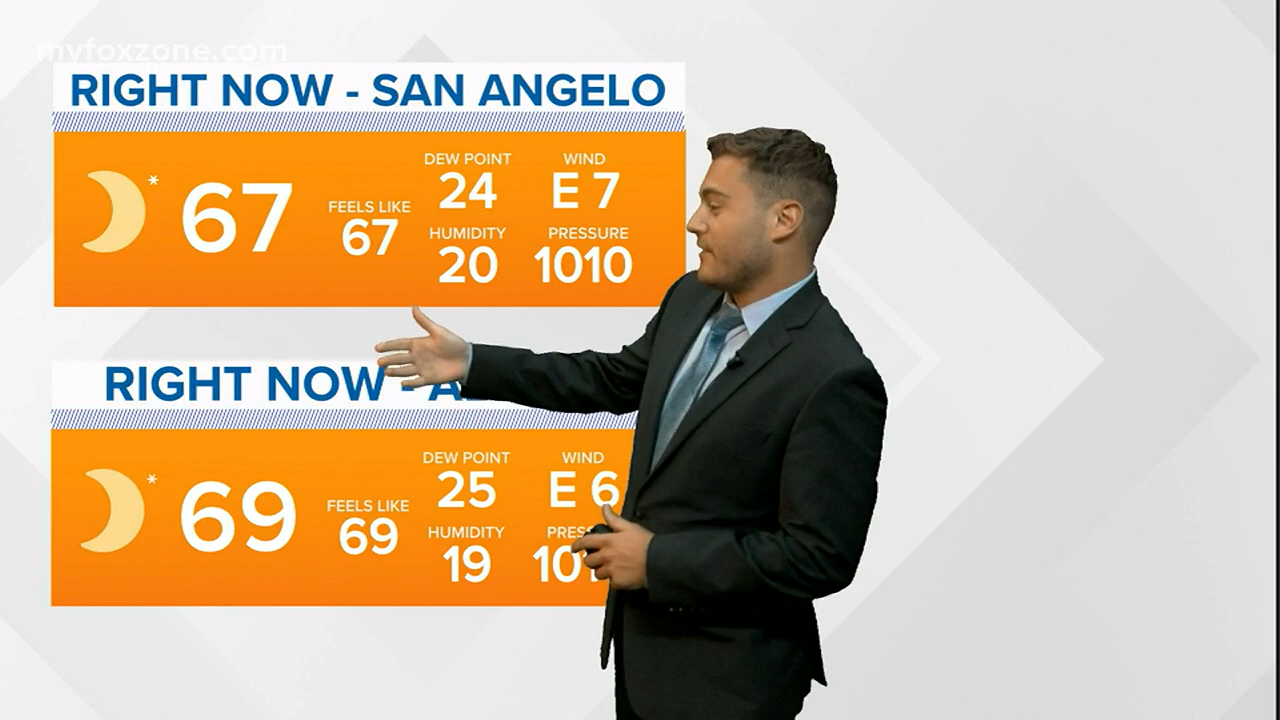 myfoxzone.com
RIGHT NOW - SAN ANGELO
67
FEELS LIKE
67
DEW POINT
24
WIND
E 7
HUMIDITY
20
PRESSURE
1010
RIGHT NOW -
69
FEELS LIKE
69
DEW POINT
25
WIND
E 6
HUMIDITY
19